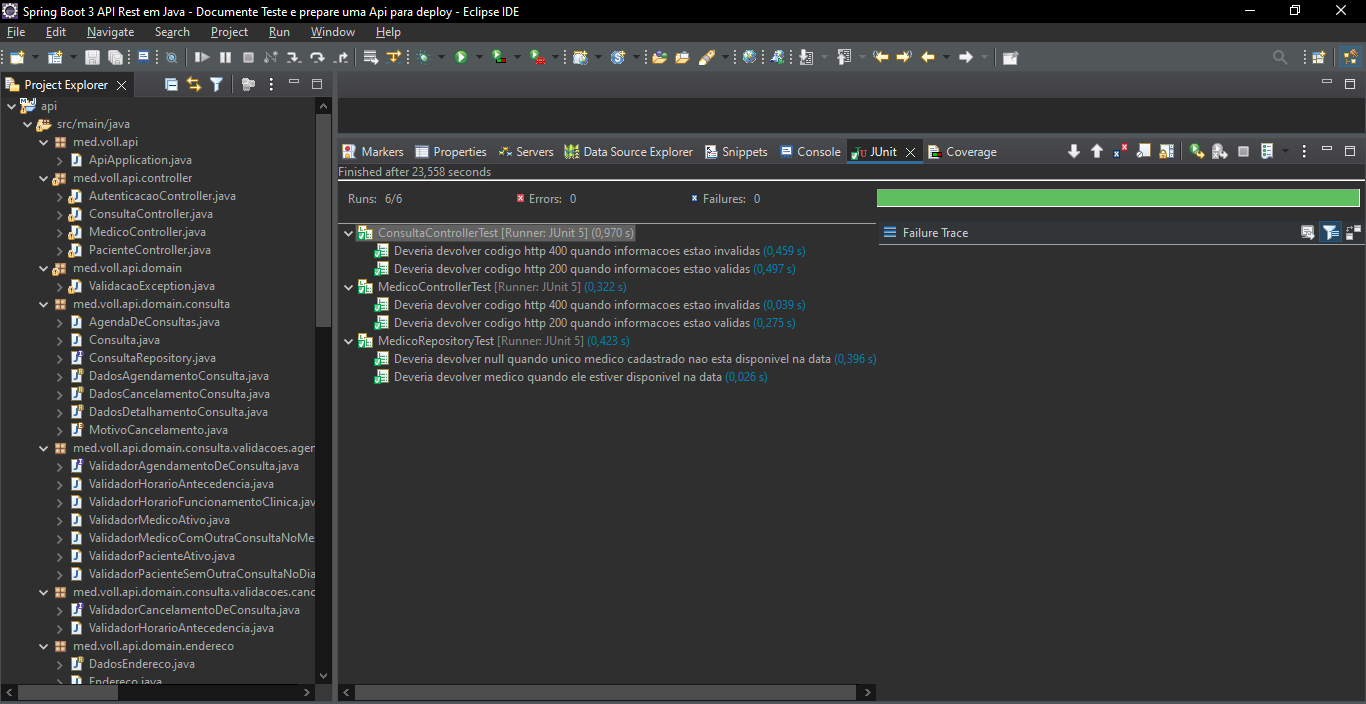 Spring Boot 3 API Rest em Java - Documente Teste e prepare uma Api para deploy - Eclipse IDE
File Edit Navigate Search Project Run Window Help
Project Explorer
api
src/main/java
med.voll.api
ApiApplication.java
med.voll.api.controller
AutenticacaoController.java
ConsultaController.java
MedicoController.java
PacienteController.java
med.voll.api.domain
ValidacaoException.java
med.voll.api.domain.consulta
AgendaDeConsultas.java
Consulta.java
ConsultaRepository.java
DadosAgendamentoConsulta.java
DadosCancelamentoConsulta.java
DadosDetalhamentoConsulta.java
MotivoCancelamento.java
med.voll.api.domain.consulta.validacoes.ager
ValidadorAgendamentoDeConsulta.java
ValidadorHorarioAntecedencia.java
ValidadorHorarioFuncionamentoClinica.jav
ValidadorMedicoAtivo.java
ValidadorMedicoComOutraConsultaNoMe
ValidadorPacienteAtivo.java
ValidadorPacienteSemOutraConsultaNoDia
med.voll.api.domain.consulta.validacoes.canc
ValidadorCancelamentoDeConsulta.java
ValidadorHorarioAntecedencia.java
med.voll.api.domain.endereco
DadosEndereco.java
Endereco.java
Markers Properties Servers Data Source Explorer Snippets Console JUnit Coverage
Finished after 23,558 seconds
Runs: 6/6 Errors: 0 Failures: 0
ConsultaControllerTest [Runner: JUnit 5] (0,970 s)
Deveria devolver codigo http 400 quando informacoes estao invalidas (0,459 s)
Deveria devolver codigo http 200 quando informacoes estao validas (0,497 s)
MedicoControllerTest [Runner: JUnit 5] (0,322 s)
Deveria devolver codigo http 400 quando informacoes estao invalidas (0,039 s)
Deveria devolver codigo http 200 quando informacoes estao validas (0,275 s)
MedicoRepositoryTest [Runner: JUnit 5] (0,423 s)
Deveria devolver null quando unico medico cadastrado nao esta disponivel na data (0,396 s)
Deveria devolver medico quando ele estiver disponivel na data (0,026 s)
Failure Trace